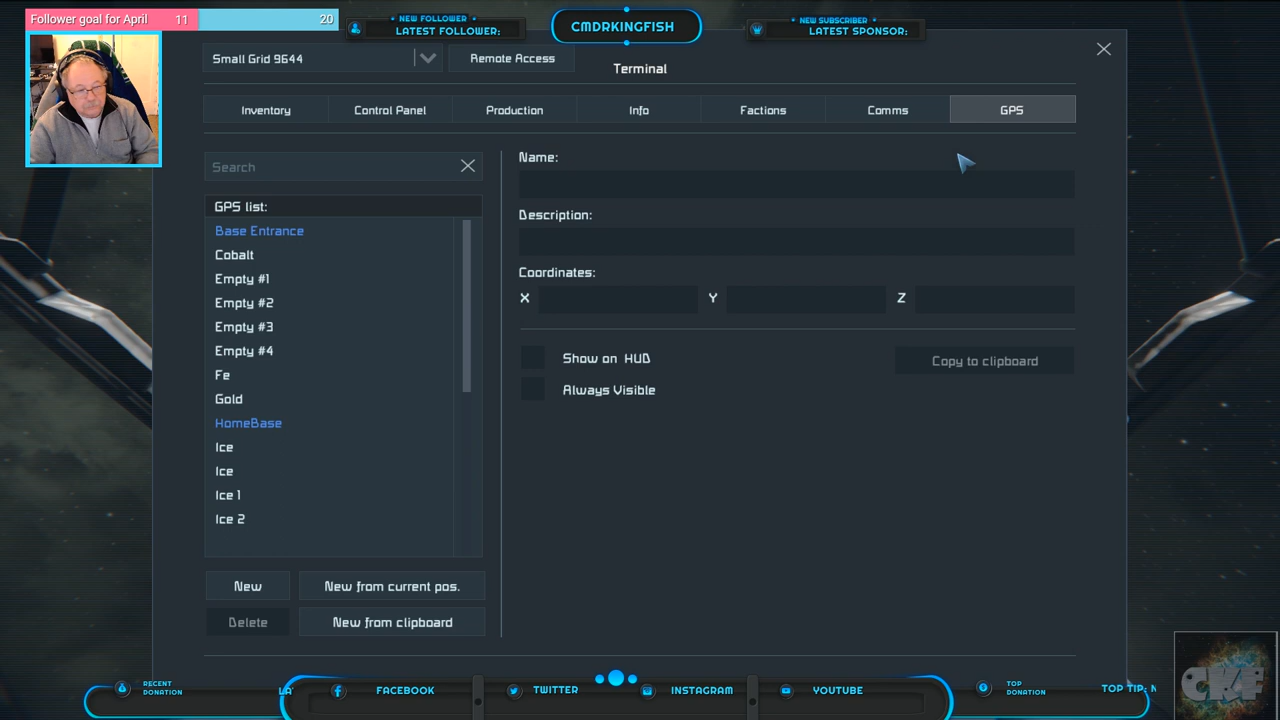 Follower goal for April 11 20
NEW FOLLOWER
LATEST FOLLOWER:
CMDRKINGFISH
NEW SUBSCRIBER
LATEST SPONSOR:
Small Grid 9644
Remote Access
Terminal
Inventory
Control Panel
Production
Info
Factions
Comms
GPS
Search
GPS list:
Base Entrance
Cobalt
Empty #1
Empty #2
Empty #3
Empty #4
Fe
Gold
HomeBase
Ice
Ice
Ice 1
Ice 2
New
New from current pos.
Delete
New from clipboard
Name:
Description:
Coordinates:
X
Y
Z
Show on HUD
Copy to clipboard
Always Visible
RECENT
DONATION
LA
FACEBOOK
TWITTER
INSTAGRAM
YOUTUBE
TOP
DONATION
TOP TIP: N
CKF